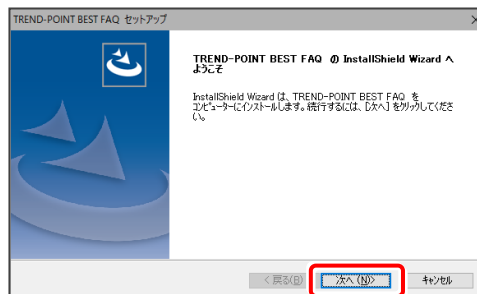 TREND-POINT BEST FAQ セットアップ
TREND-POINT BEST FAQ の InstallShield Wizard へ
ようこそ
InstallShield Wizard は、TREND-POINT BEST FAQ を
コンピューターにインストールします。続行するには、[次へ] をクリックしてくださ
い。
< 戻る(B)
次へ (N)>
キャンセル